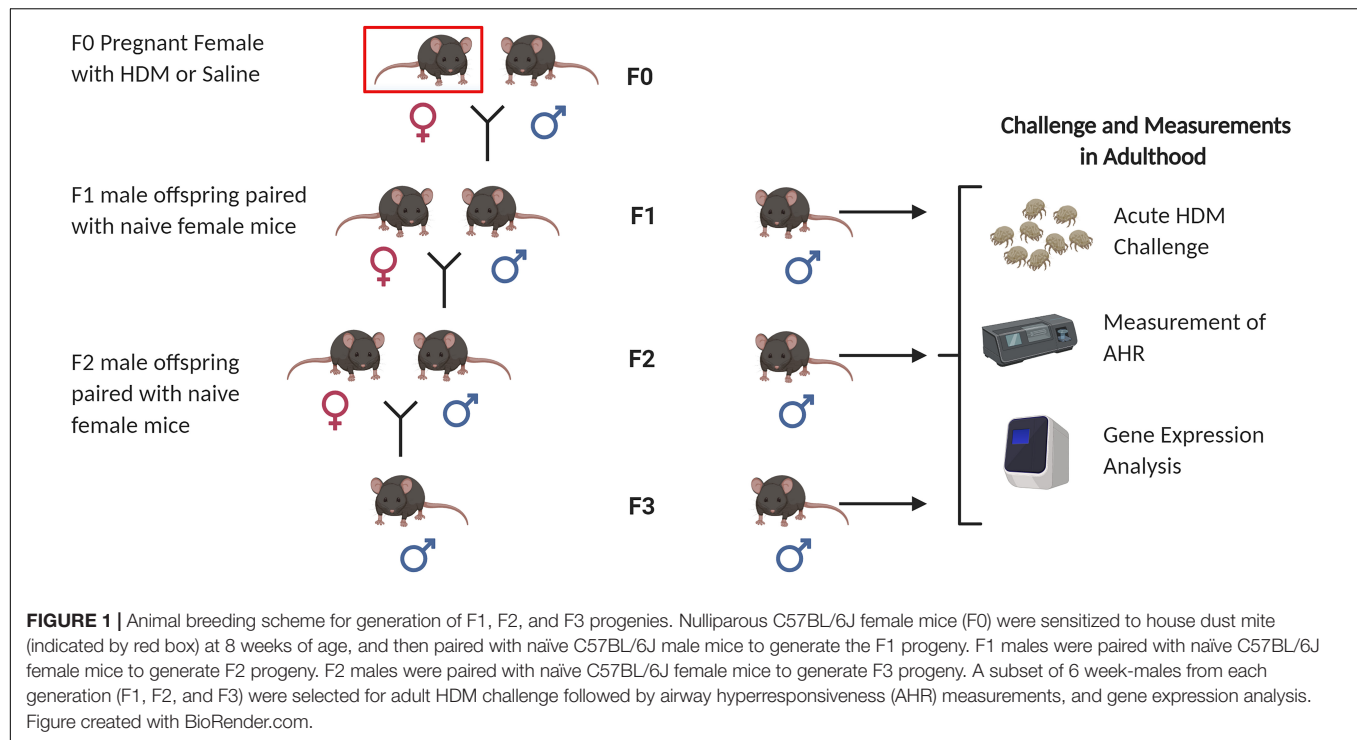 F0 Pregnant Female
with HDM or Saline
F0
Challenge and Measurements
in Adulthood
F1 male offspring paired
with naive female mice
F1
Acute HDM
Challenge
F2 male offspring
paired with naive
female mice
F2
Measurement of
AHR
F3
Gene Expression
Analysis
FIGURE 1 | Animal breeding scheme for generation of F1, F2, and F3 progenies. Nulliparous C57BL/6J female mice (F0) were sensitized to house dust mite
(indicated by red box) at 8 weeks of age, and then paired with naïve C57BL/6J male mice to generate the F1 progeny. F1 males were paired with naïve C57BL/6J
female mice to generate F2 progeny. F2 males were paired with naïve C57BL/6J female mice to generate F3 progeny. A subset of 6 week-males from each
generation (F1, F2, and F3) were selected for adult HDM challenge followed by airway hyperresponsiveness (AHR) measurements, and gene expression analysis.
Figure created with BioRender.com.